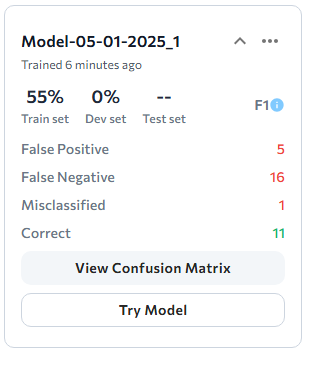 Model-05-01-2025_1
Trained 6 minutes ago
55% 0% --
Train set Dev set Test set F1
False Positive 5
False Negative 16
Misclassified 1
Correct 11
View Confusion Matrix
Try Model